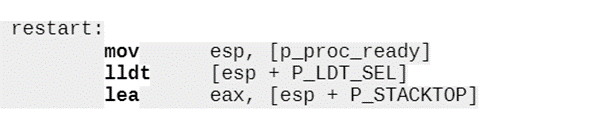 restart:
mov esp, [p_proc_ready]
lldt [esp + P_LDT_SEL]
lea eax, [esp + P_STACKTOP]